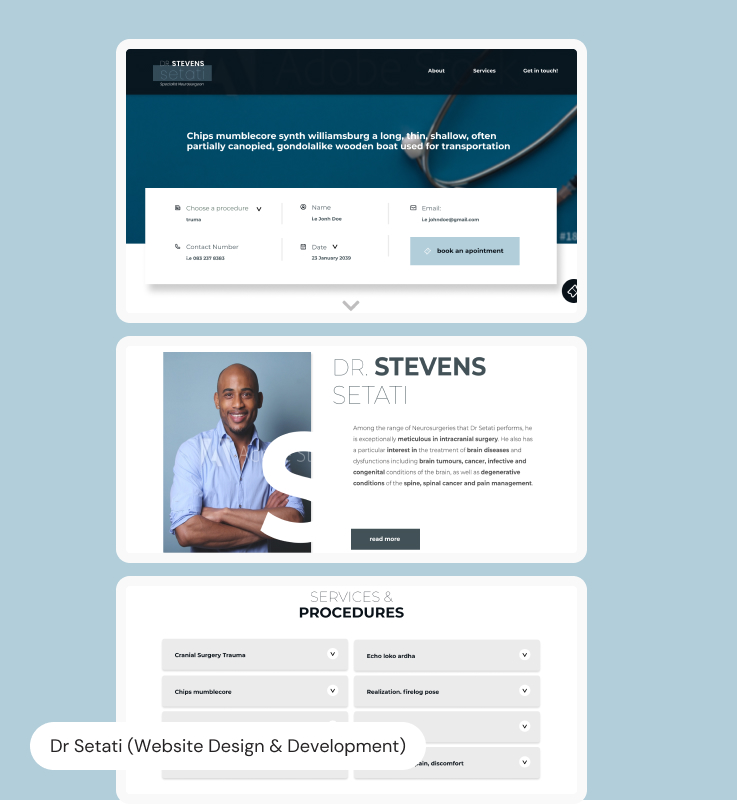 DR. STEVENS
setati
Specialist Neurosurgeon
About
Services
Get in touch!
Chips mumblecore synth williamsburg a long, thin, shallow, often
partially canopied, gondolalike wooden boat used for transportation
Choose a procedure
truma
Name
Le Jonh Doe
Email:
Le johndoe@gmail.com
Contact Number
Le 083 237 8383
Date
23 January 2039
book an apointment
DR. STEVENS
SETATI
S
Among the range of Neurosurgeries that Dr Setati performs, he
is exceptionally meticulous in intracranial surgery. He also has
a particular interest in the treatment of brain diseases and
dysfunctions including brain tumours, cancer, infective and
congenital conditions of the brain, as well as degenerative
conditions of the spine, spinal cancer and pain management.
read more
SERVICES &
PROCEDURES
Cranial Surgery Trauma
Echo loko ardha
Chips mumblecore
Realization. firelog pose
discomfort
Dr Setati (Website Design & Development)